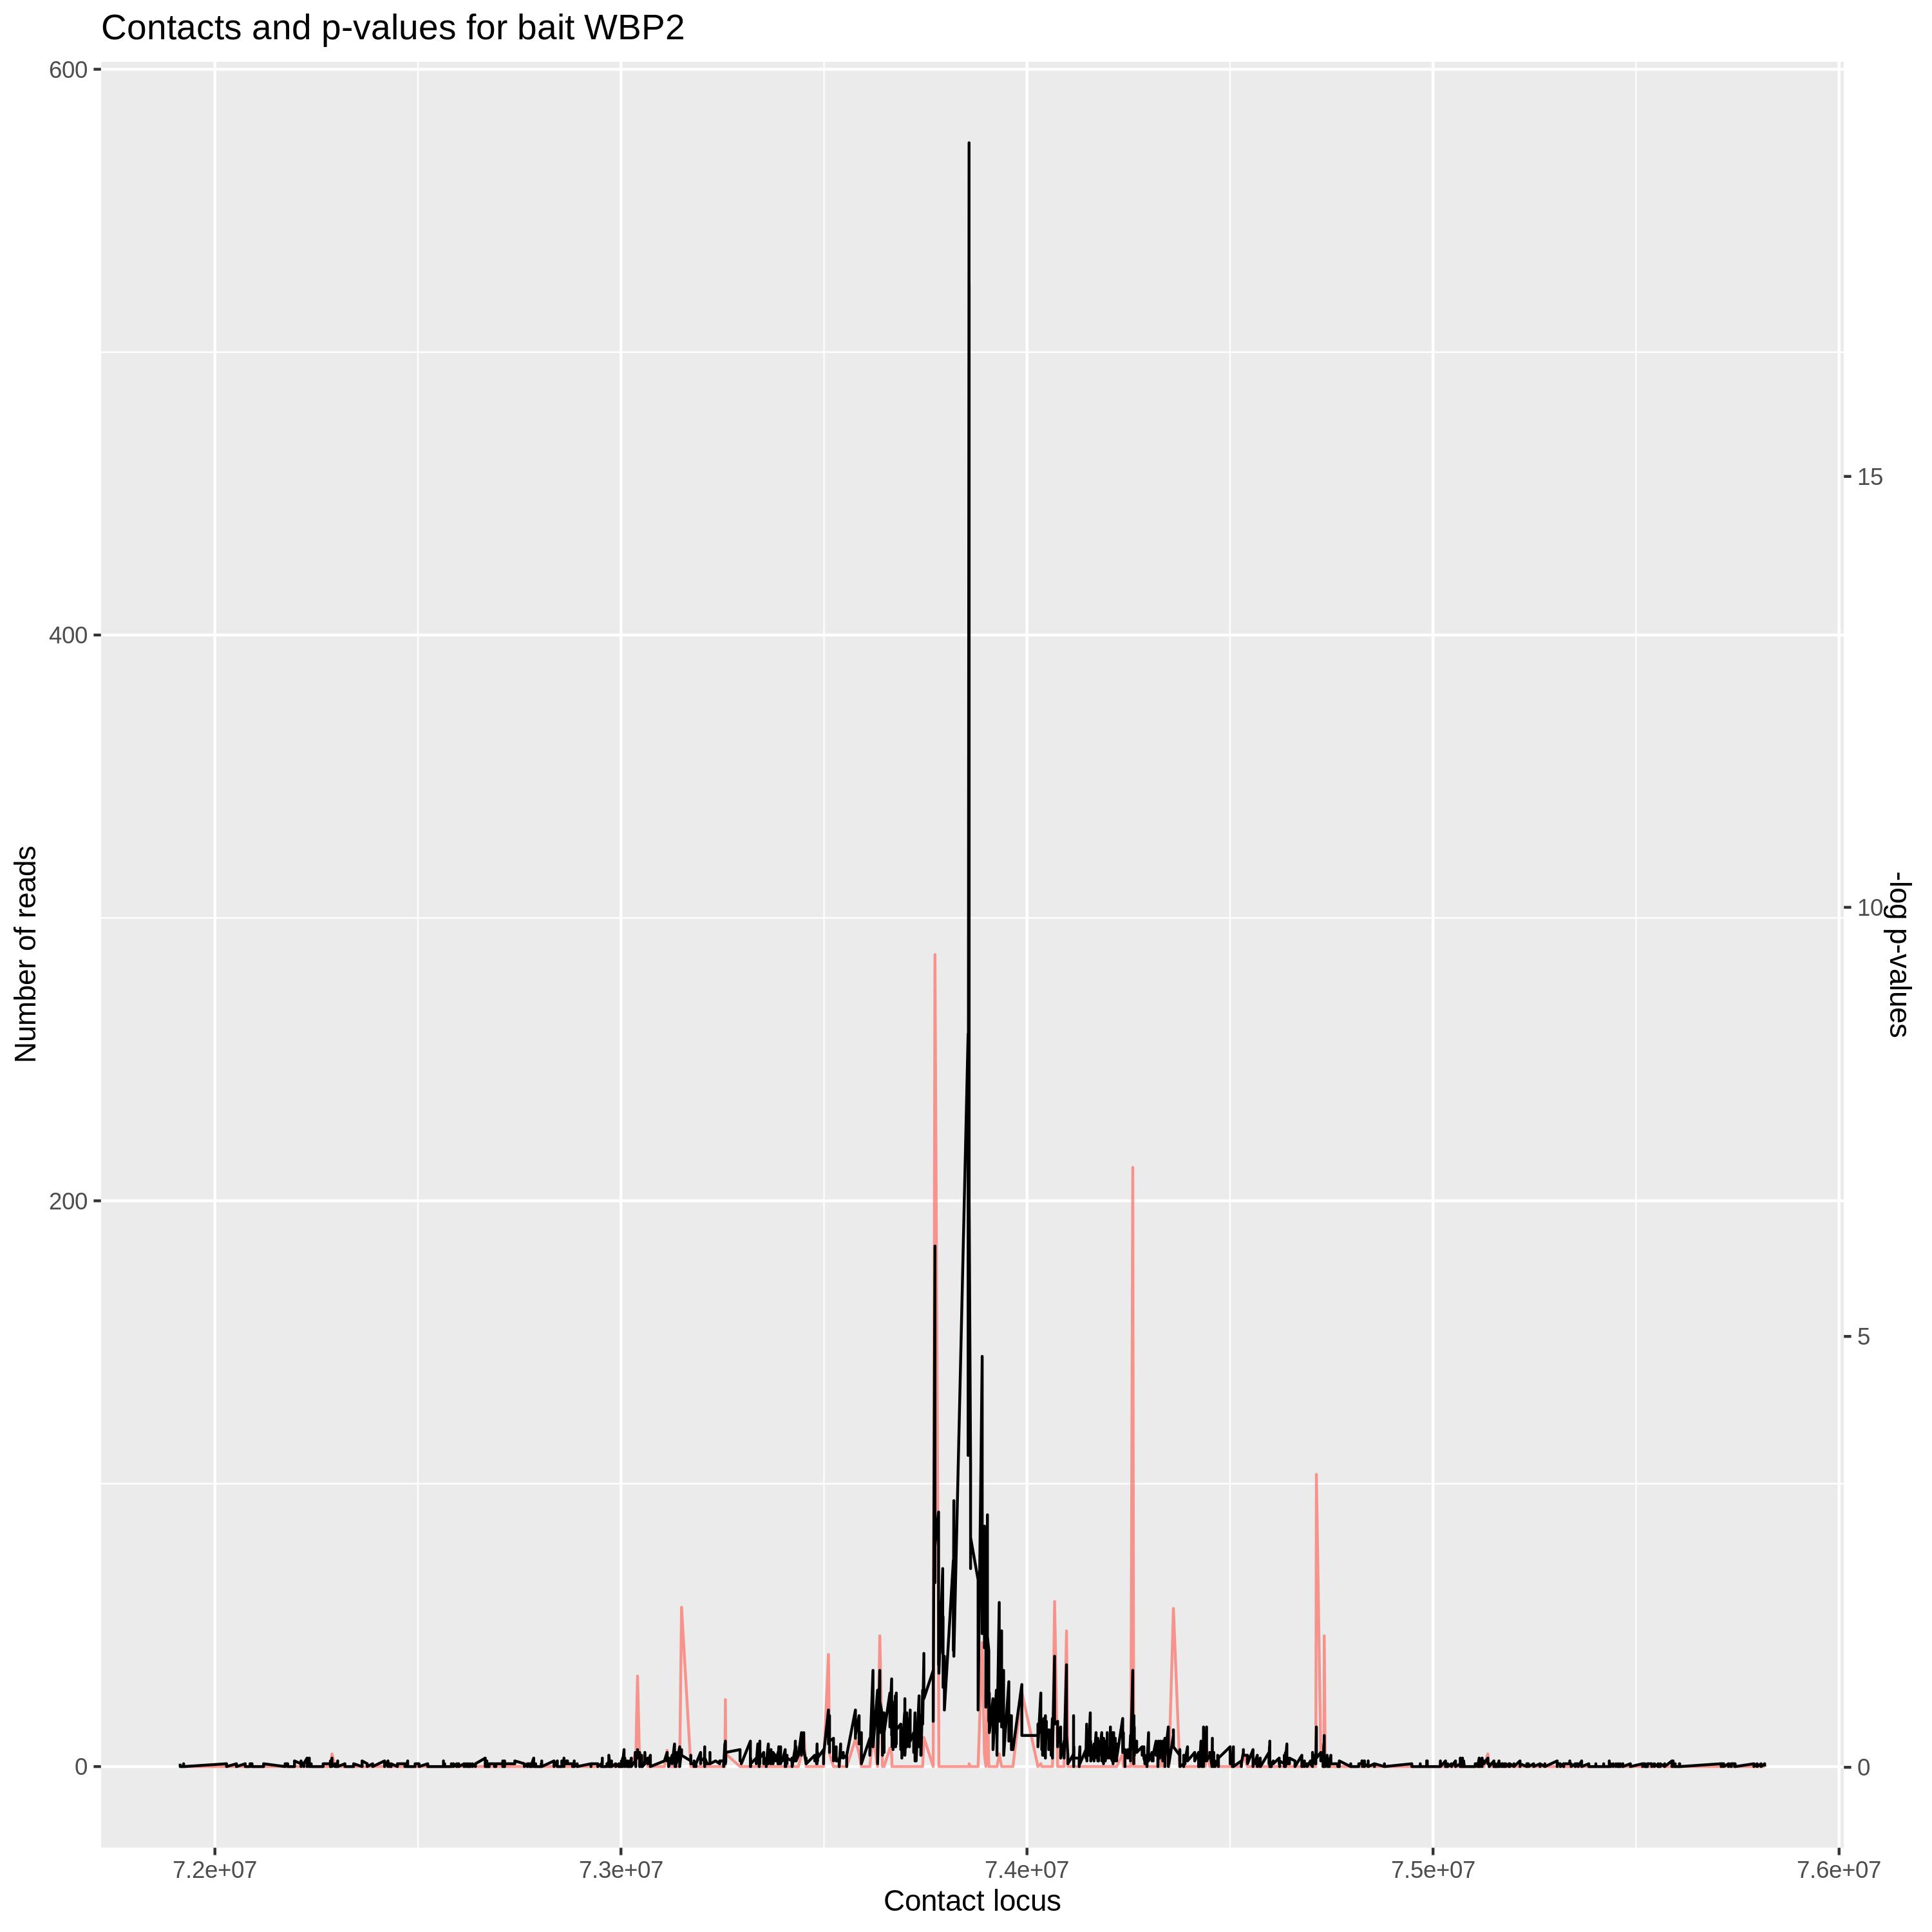 Contacts and p-values for bait WBP2
600
400
200
0
Number of reads
15
10
5
0
-log p-values
7.2e+07 7.3e+07 7.4e+07 7.5e+07 7.6e+07
Contact locus